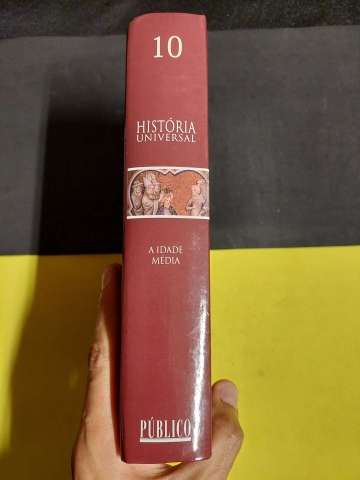 10
HISTÓRIA
UNIVERSAL
A IDADE
MÉDIA
PÚBLICO